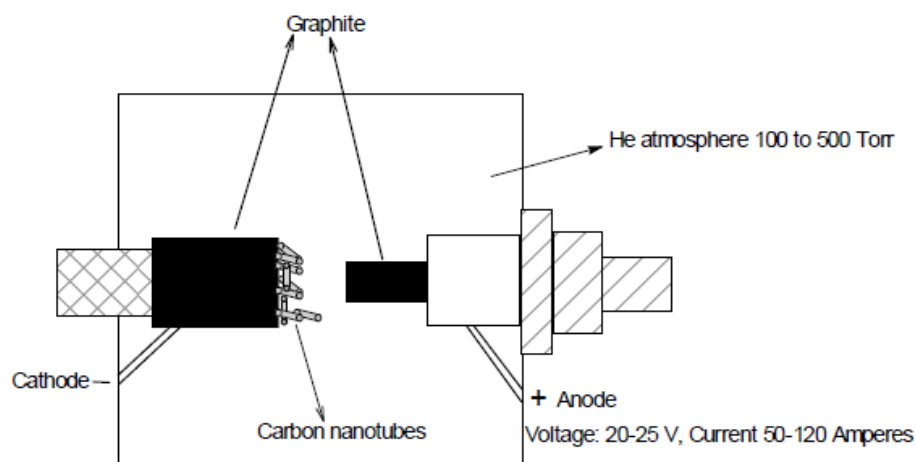 Graphite
He atmosphere 100 to 500 Torr
Cathode –
+ Anode
Carbon nanotubes
Voltage: 20-25 V, Current 50-120 Amperes